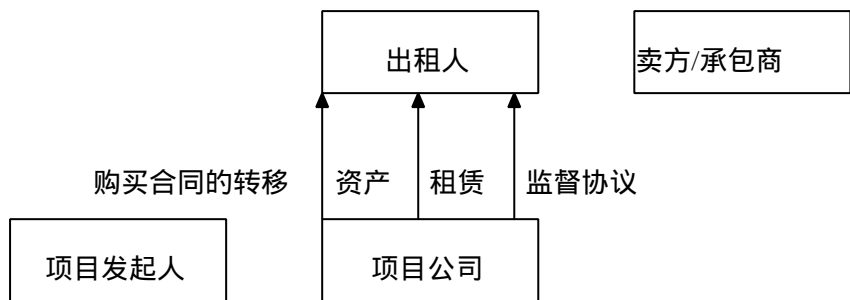 出租人
卖方/承包商
购买合同的转移
资产
租赁
监督协议
项目发起人
项目公司